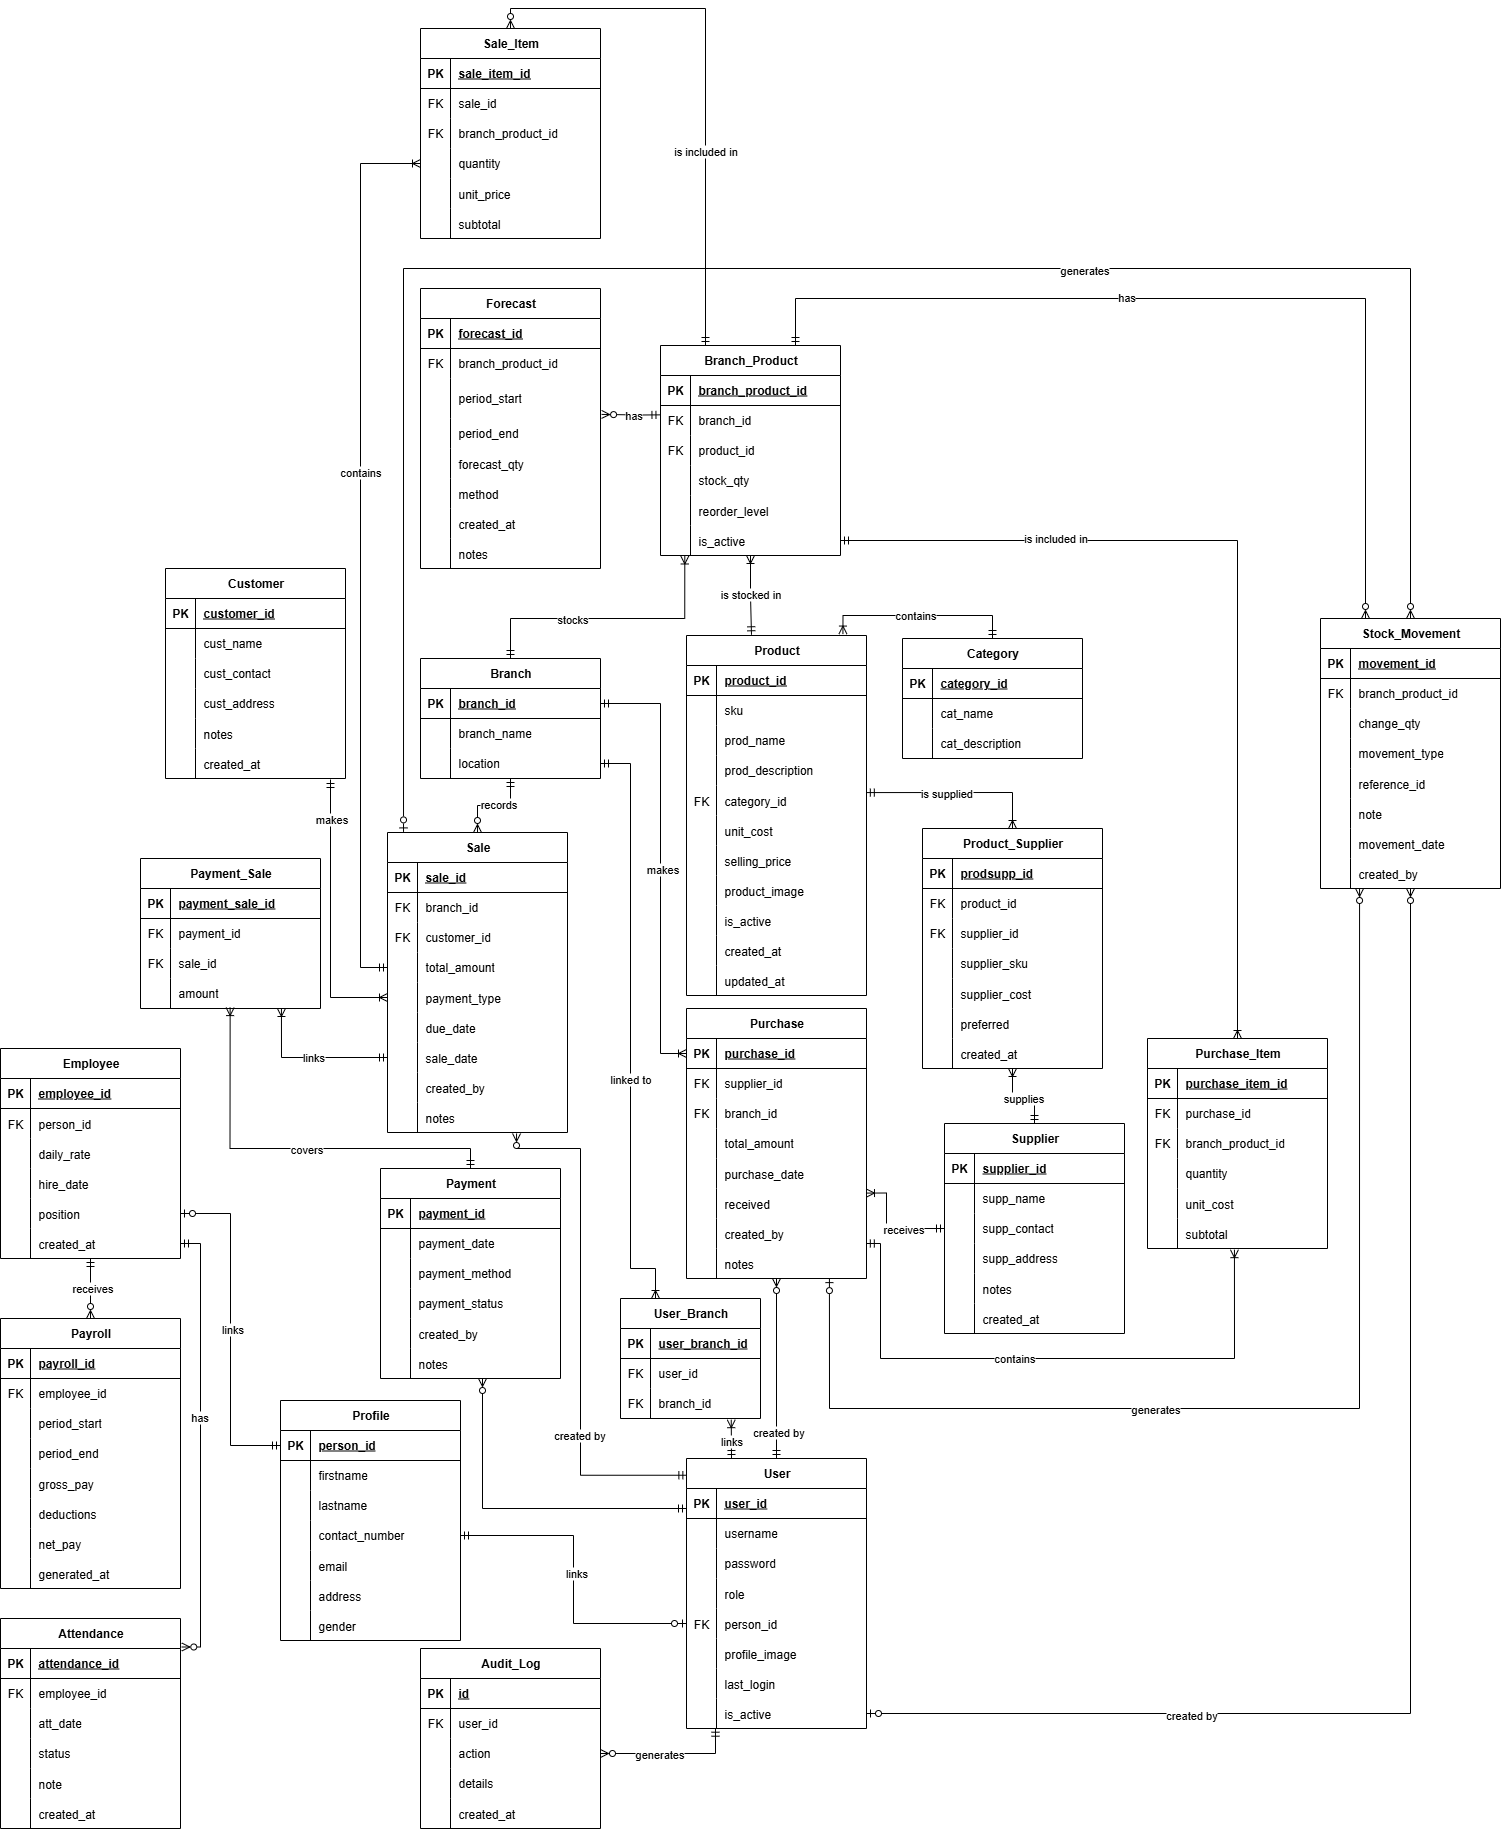 Sale_Item
PK sale_item_id
FK sale_id
FK branch_product_id
quantity
unit_price
subtotal
is included in
generates
has
Forecast
PK forecast_id
FK branch_product_id
period_start
period_end
forecast_qty
method
created_at
notes
has
Branch_Product
PK branch_product_id
FK branch_id
FK product_id
stock_qty
reorder_level
is_active
contains
is included in
stocks
is stocked in
contains
Customer
PK customer_id
cust_name
cust_contact
cust_address
notes
created_at
Branch
PK branch_id
branch_name
location
Product
PK product_id
sku
prod_name
prod_description
FK category_id
unit_cost
selling_price
product_image
is_active
created_at
updated_at
Category
PK category_id
cat_name
cat_description
Stock_Movement
PK movement_id
FK branch_product_id
change_qty
movement_type
reference_id
note
movement_date
created_by
makes
records
makes
is supplied
Payment_Sale
PK payment_sale_id
FK payment_id
FK sale_id
amount
Sale
PK sale_id
FK branch_id
FK customer_id
total_amount
payment_type
due_date
sale_date
created_by
notes
Product_Supplier
PK prodsupp_id
FK product_id
FK supplier_id
supplier_sku
supplier_cost
preferred
created_at
links
linked to
supplies
covers
Employee
PK employee_id
FK person_id
daily_rate
hire_date
position
created_at
Payment
PK payment_id
payment_date
payment_method
payment_status
created_by
notes
Purchase
PK purchase_id
FK supplier_id
FK branch_id
total_amount
purchase_date
received
created_by
notes
receives
Supplier
PK supplier_id
supp_name
supp_contact
supp_address
notes
created_at
Purchase_Item
PK purchase_item_id
FK purchase_id
FK branch_product_id
quantity
unit_cost
subtotal
receives
links
contains
generates
Payroll
PK payroll_id
FK employee_id
period_start
period_end
gross_pay
deductions
net_pay
generated_at
has
User_Branch
PK user_branch_id
FK user_id
FK branch_id
created by
links
created by
Profile
PK person_id
firstname
lastname
contact_number
email
address
gender
links
User
PK user_id
username
password
role
FK person_id
profile_image
last_login
is_active
created by
Attendance
PK attendance_id
FK employee_id
att_date
status
note
created_at
Audit_Log
PK id
FK user_id
action
details
created_at
generates